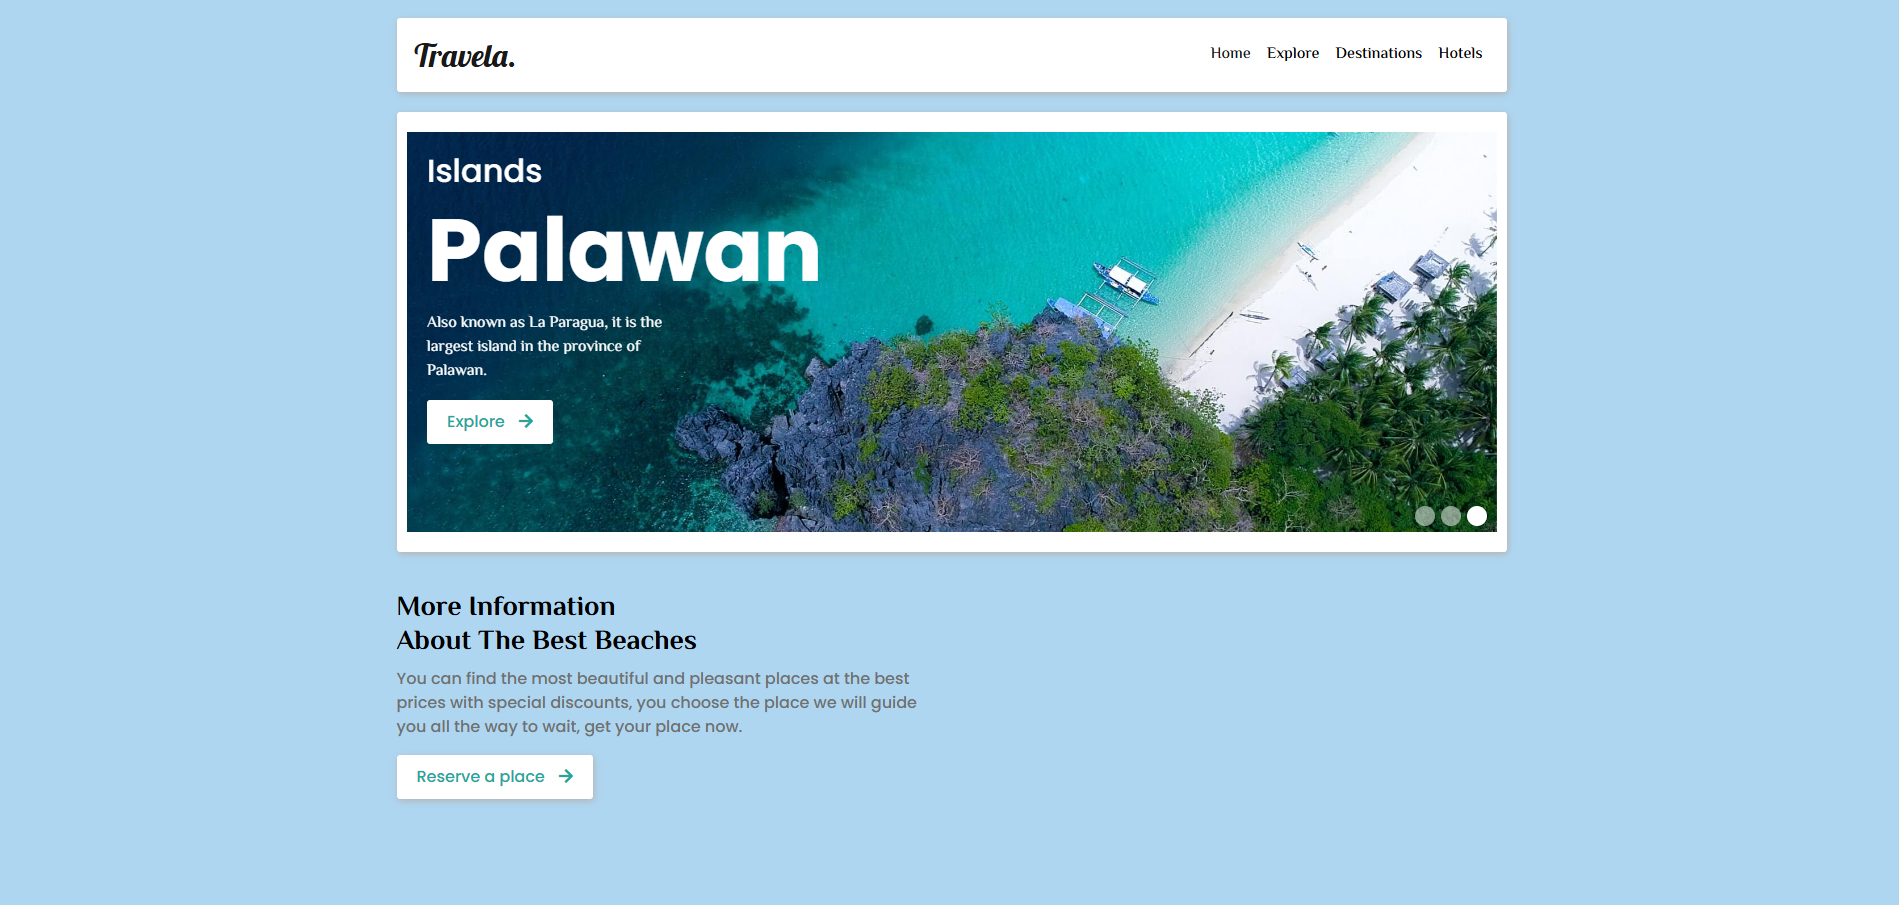 Travela.
Home Explore Destinations Hotels
Islands
Palawan
Also known as La Paragua, it is the
largest island in the province of
Palawan.
Explore
More Information
About The Best Beaches
You can find the most beautiful and pleasant places at the best
prices with special discounts, you choose the place we will guide
you all the way to wait, get your place now.
Reserve a place